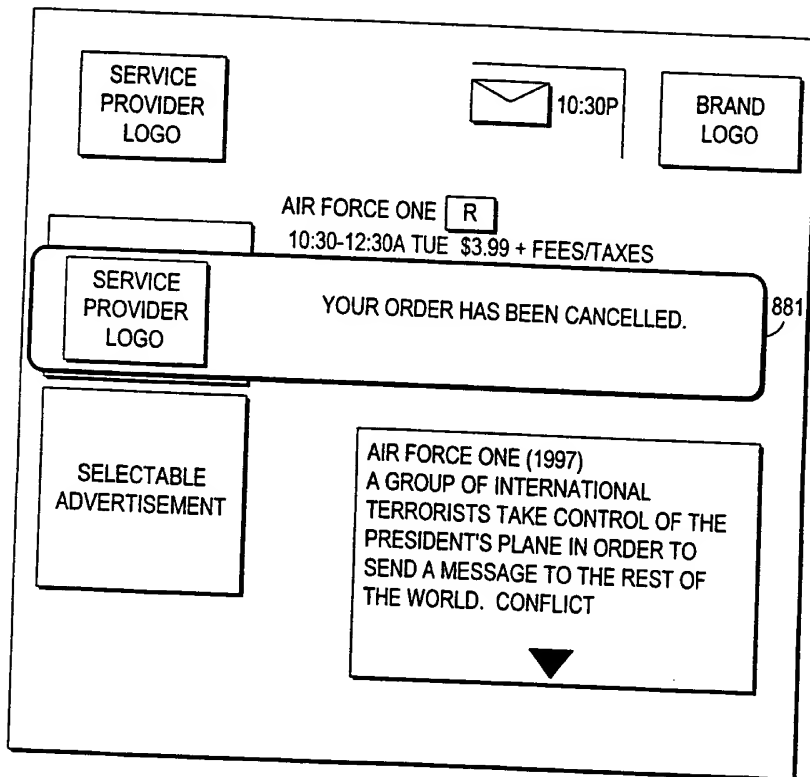 SERVICE
PROVIDER
LOGO
10:30P
BRAND
LOGO
AIR FORCE ONE R
10:30-12:30A TUE $3.99 + FEES/TAXES
SERVICE
PROVIDER
LOGO
YOUR ORDER HAS BEEN CANCELLED.
881
SELECTABLE
ADVERTISEMENT
AIR FORCE ONE (1997)
A GROUP OF INTERNATIONAL
TERRORISTS TAKE CONTROL OF THE
PRESIDENT'S PLANE IN ORDER TO
SEND A MESSAGE TO THE REST OF
THE WORLD. CONFLICT